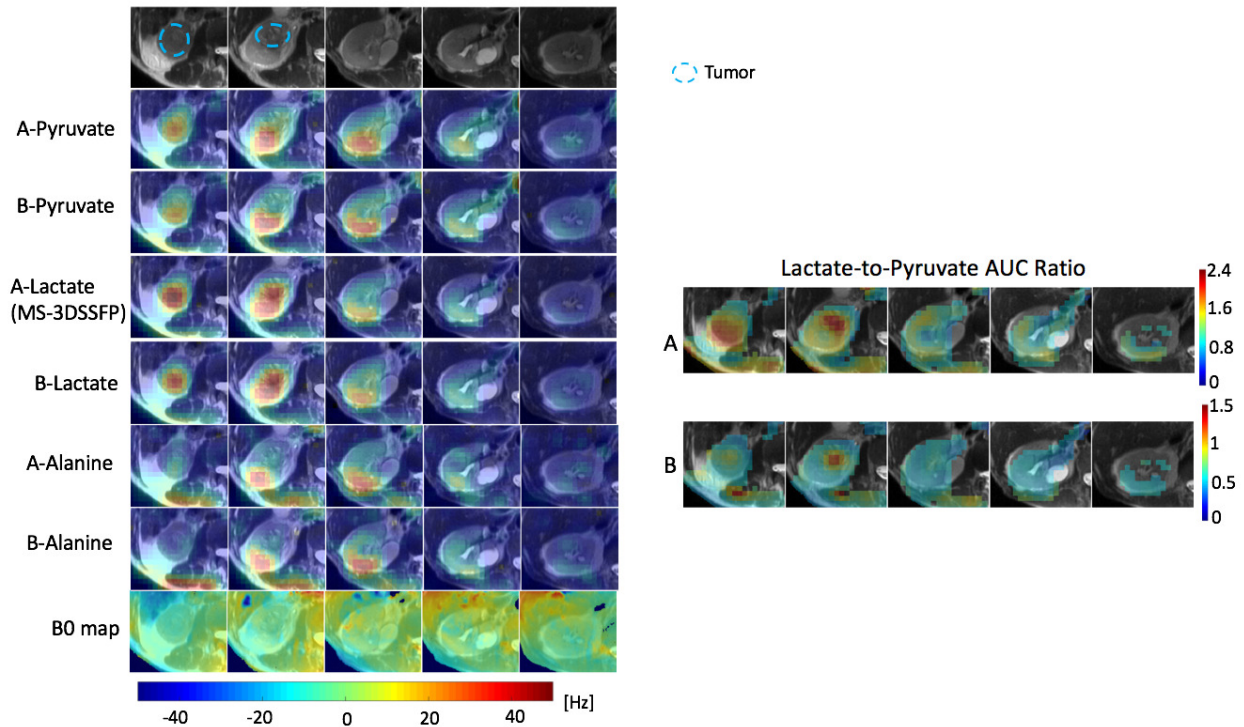 Tumor
A-Pyruvate
B-Pyruvate
A-Lactate
(MS-3DSSFP)
B-Lactate
A-Alanine
B-Alanine
B0 map
-40 -20 0 20 40 [Hz]
Lactate-to-Pyruvate AUC Ratio
A
2.4
1.6
0.8
0
B
1.5
1
0.5
0